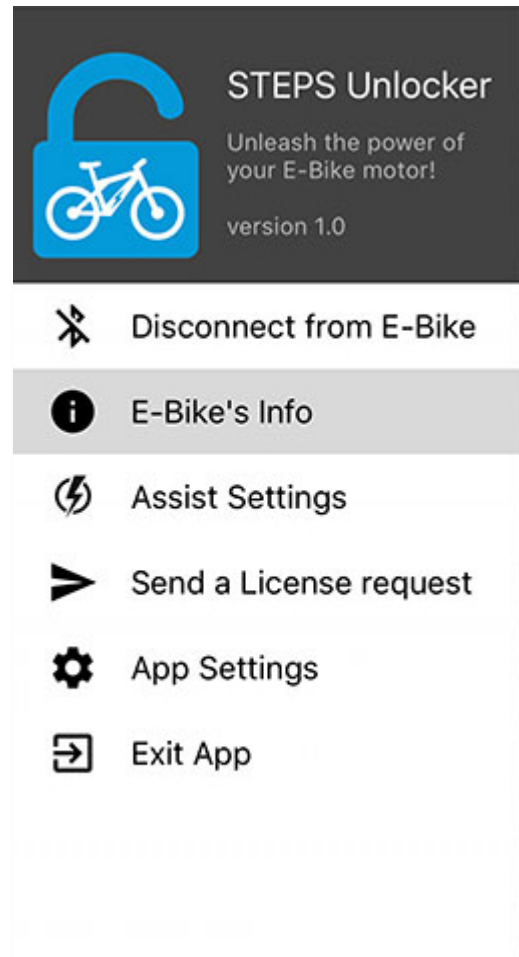 STEPS Unlocker
Unleash the power of
your E-Bike motor!
version 1.0
Disconnect from E-Bike
E-Bike's Info
Assist Settings
Send a License request
App Settings
Exit App